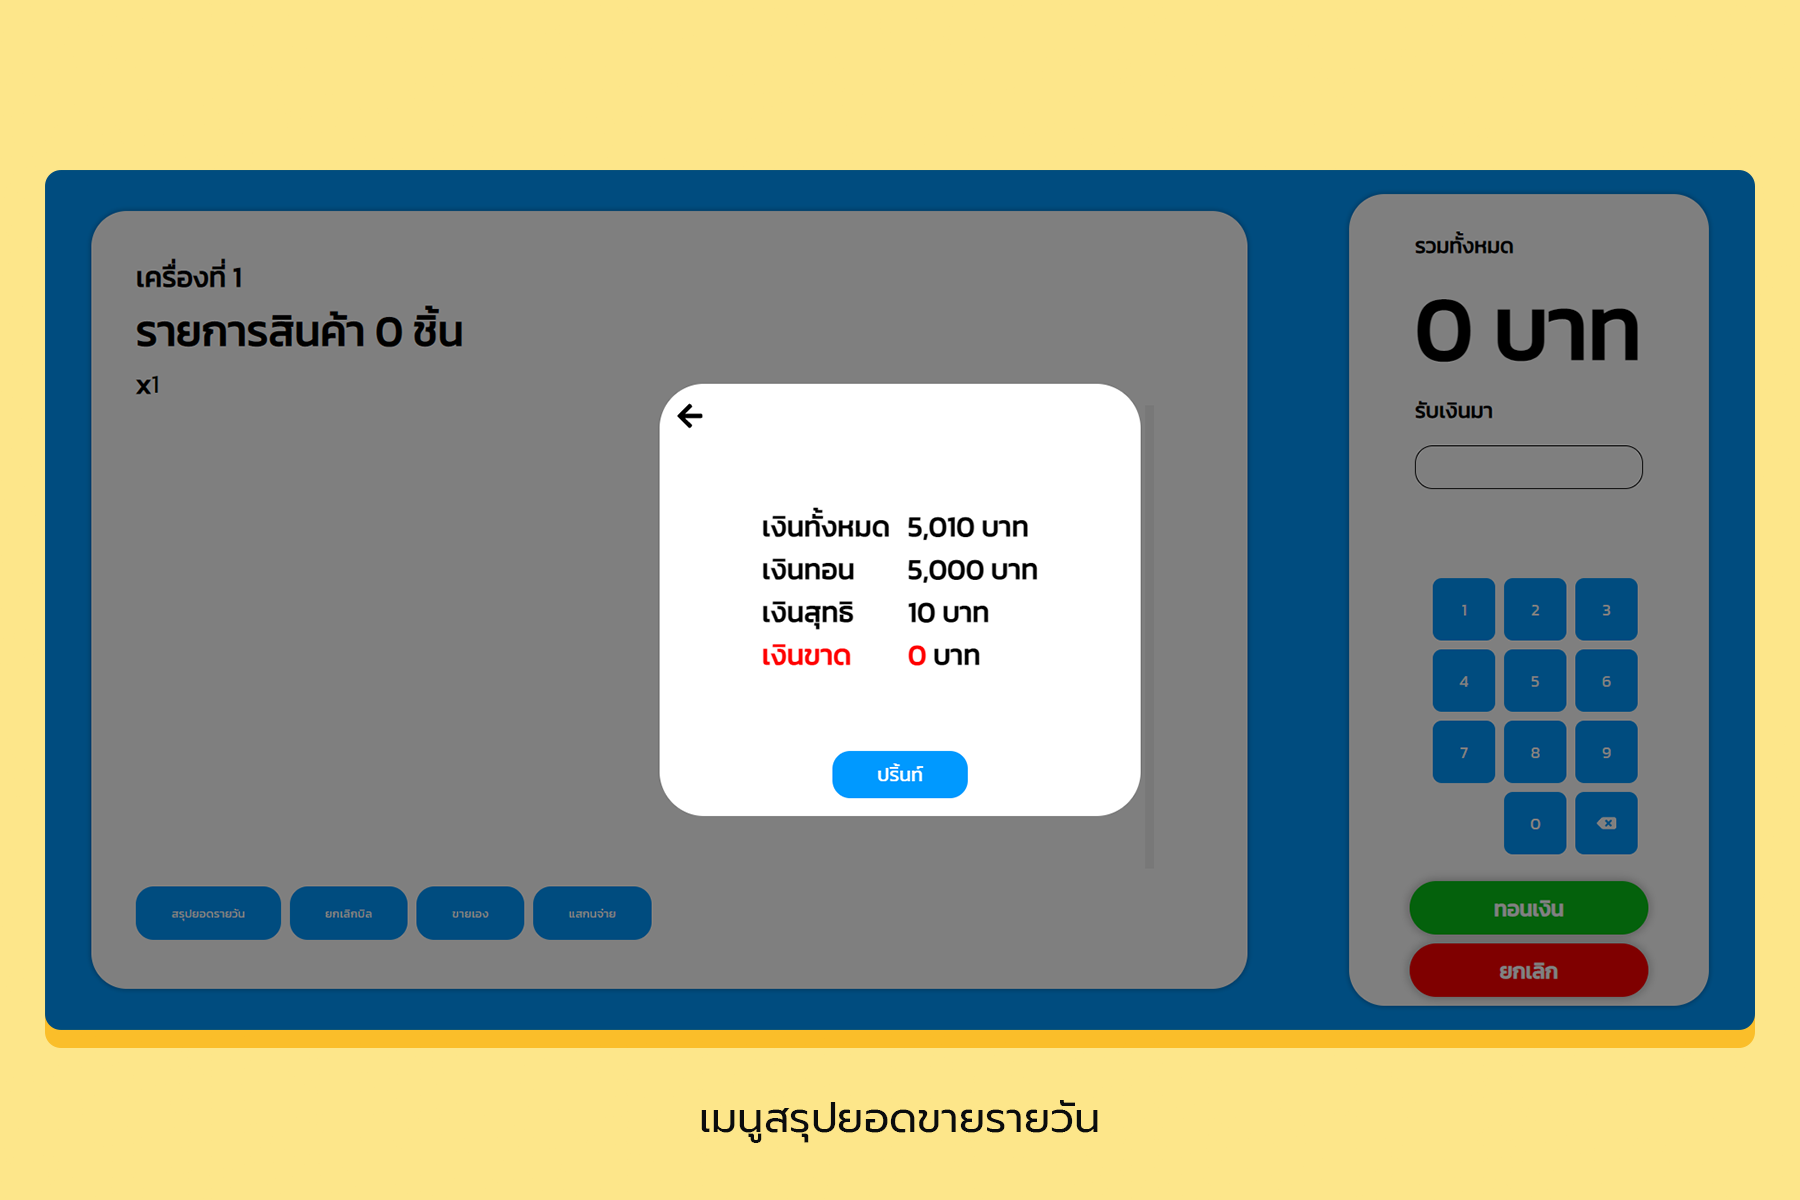 เครื่องที่ 1
รายการสินค้า 0 ชิ้น
x1
เงินทั้งหมด 5,010 บาท
เงินทอน 5,000 บาท
เงินสุทธิ 10 บาท
เงินขาด 0 บาท
ปริ้นท์
สรุปยอดรายวัน ยกเลิกบิล ขายเอง แสกนจ่าย
รวมทั้งหมด
0 บาท
รับเงินมา
1 2 3
4 5 6
7 8 9
0
ทอนเงิน
ยกเลิก
เมนูสรุปยอดขายรายวัน